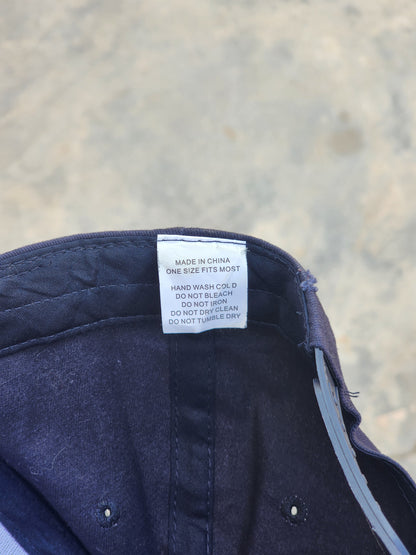 MADE IN CHINA
ONE SIZE FITS MOST
HAND WASH COLD
DO NOT BLEACH
DO NOT IRON
DO NOT DRY CLEAN
DO NOT TUMBLE DRY